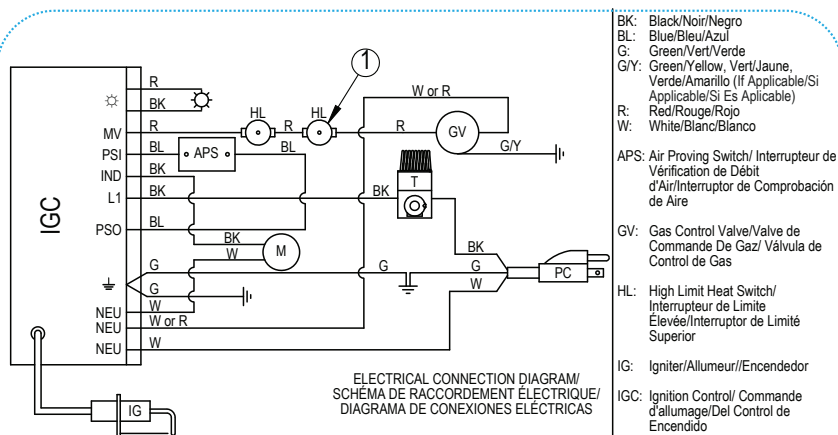 R
BK
MV
R
HL
R
HL
1
R
GV
W or R
G/Y
PSI
BL
APS
BL
IND
BK
L1
BK
BK
T
PSO
BL
BK
W
M
IGC
G
G
G
G
BK
W
PC
NEU
W
NEU
W or R
NEU
W
IG
ELECTRICAL CONNECTION DIAGRAM/
SCHÉMA DE RACCORDEMENT ÉLECTRIQUE/
DIAGRAMA DE CONEXIONES ELÉCTRICAS
BK: Black/Noir/Negro
BL: Blue/Bleu/Azul
G: Green/Vert/Verde
G/Y: Green/Yellow, Vert/Jaune,
Verde/Amarillo (If Applicable/Si
Applicable/Si Es Aplicable)
R: Red/Rouge/Rojo
W: White/Blanc/Blanco
APS: Air Proving Switch/ Interrupteur de
Vérification de Débit
d'Air/Interruptor de Comprobación
de Aire
GV: Gas Control Valve/Valve de
Commande De Gaz/ Válvula de
Control de Gas
HL: High Limit Heat Switch/
Interrupteur de Limite
Élevée/Interruptor de Limité
Superior
IG: Igniter/Allumeur//Encendedor
IGC: Ignition Control/ Commande
d'allumage/Del Control de
Encendido